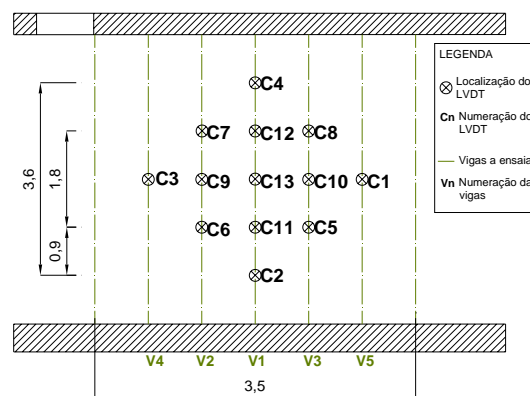 LEGENDA
Localização do
LVDT
Cn Numeração do
LVDT
Vigas a ensaia
Vn Numeração da
vigas
C4
C7 C12 C8
C3 C9 C13 C10 C1
C6 C11 C5
C2
3,6
1,8
0,9
V4 V2 V1 V3 V5
3,5